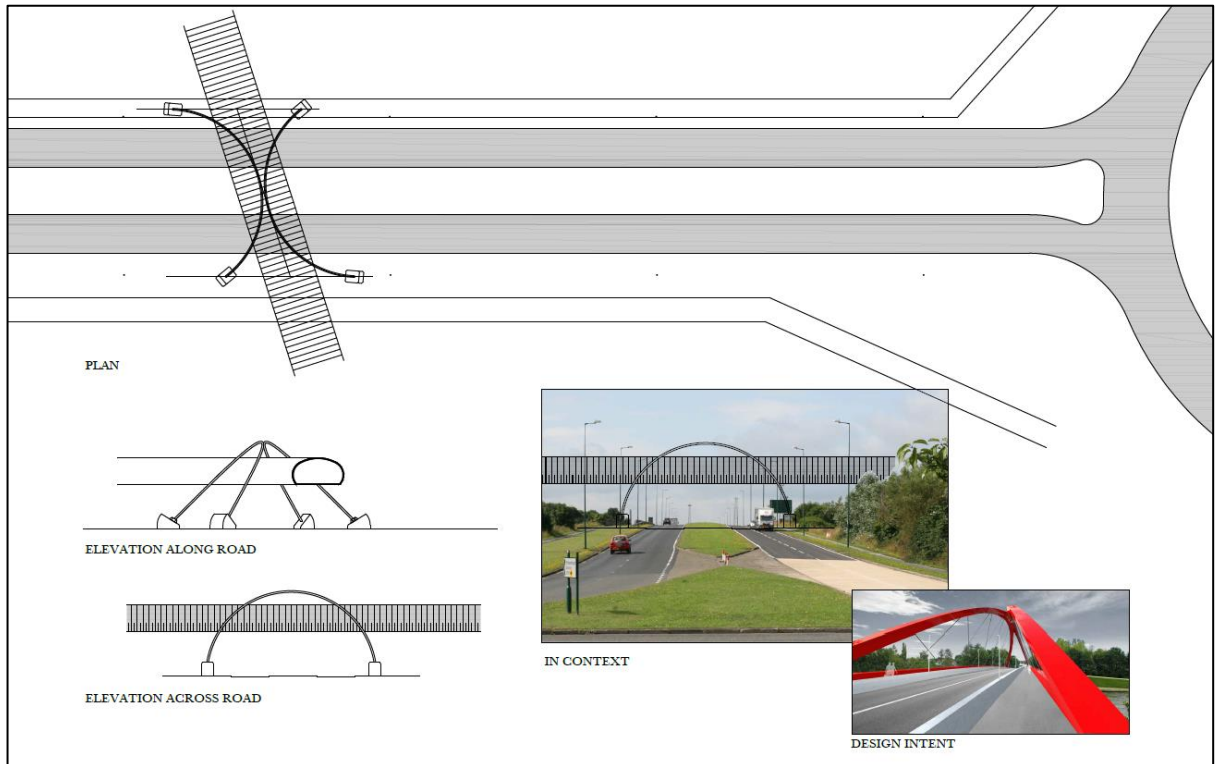 PLAN
ELEVATION ALONG ROAD
ELEVATION ACROSS ROAD
IN CONTEXT
DESIGN INTENT